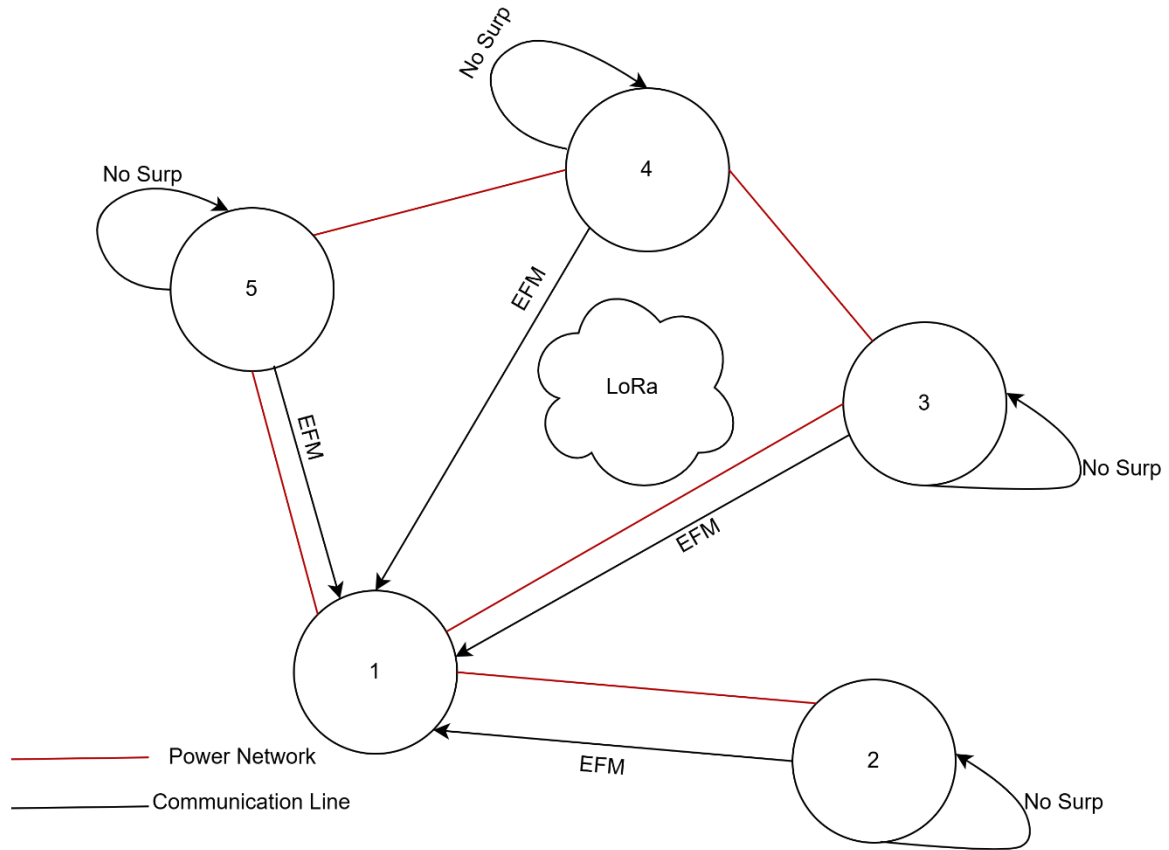 No Surp
4
No Surp
5
EFM
LoRa
3
EFM
No Surp
EFM
1
Power Network
EFM
2
Communication Line
No Surp